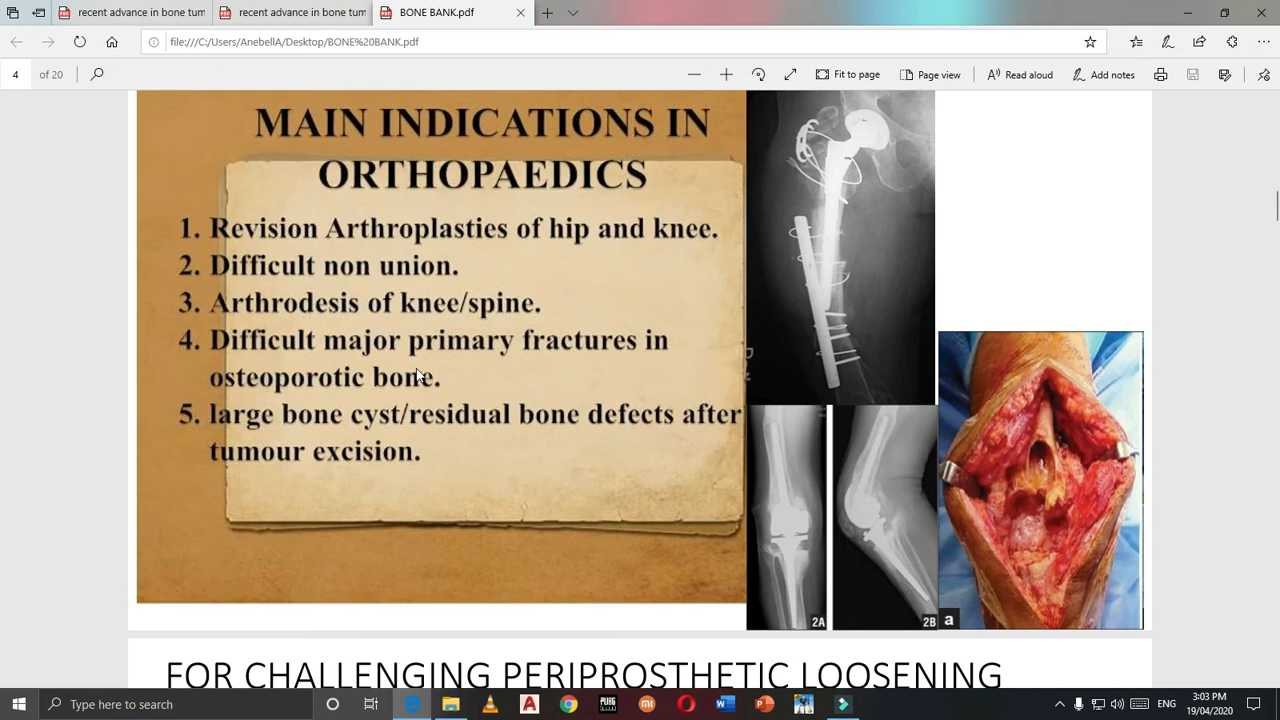 recent advance in bone tum
recent advance in bone tum
BONE BANK.pdf
file:///C:/Users/AnebellA/Desktop/BONE%20BANK.pdf
4 of 20
Fit to page
Page view
Read aloud
Add notes
MAIN INDICATIONS IN
ORTHOPAEDICS
1. Revision Arthroplasties of hip and knee.
2. Difficult non union.
3. Arthrodesis of knee/spine.
4. Difficult major primary fractures in
osteoporotic bone.
5. large bone cyst/residual bone defects after
tumour excision.
2A
2B
a
FOR CHALLENGING PERIPROSTHETIC LOOSENING
Type here to search
ENG
3:03 PM
19/04/2020